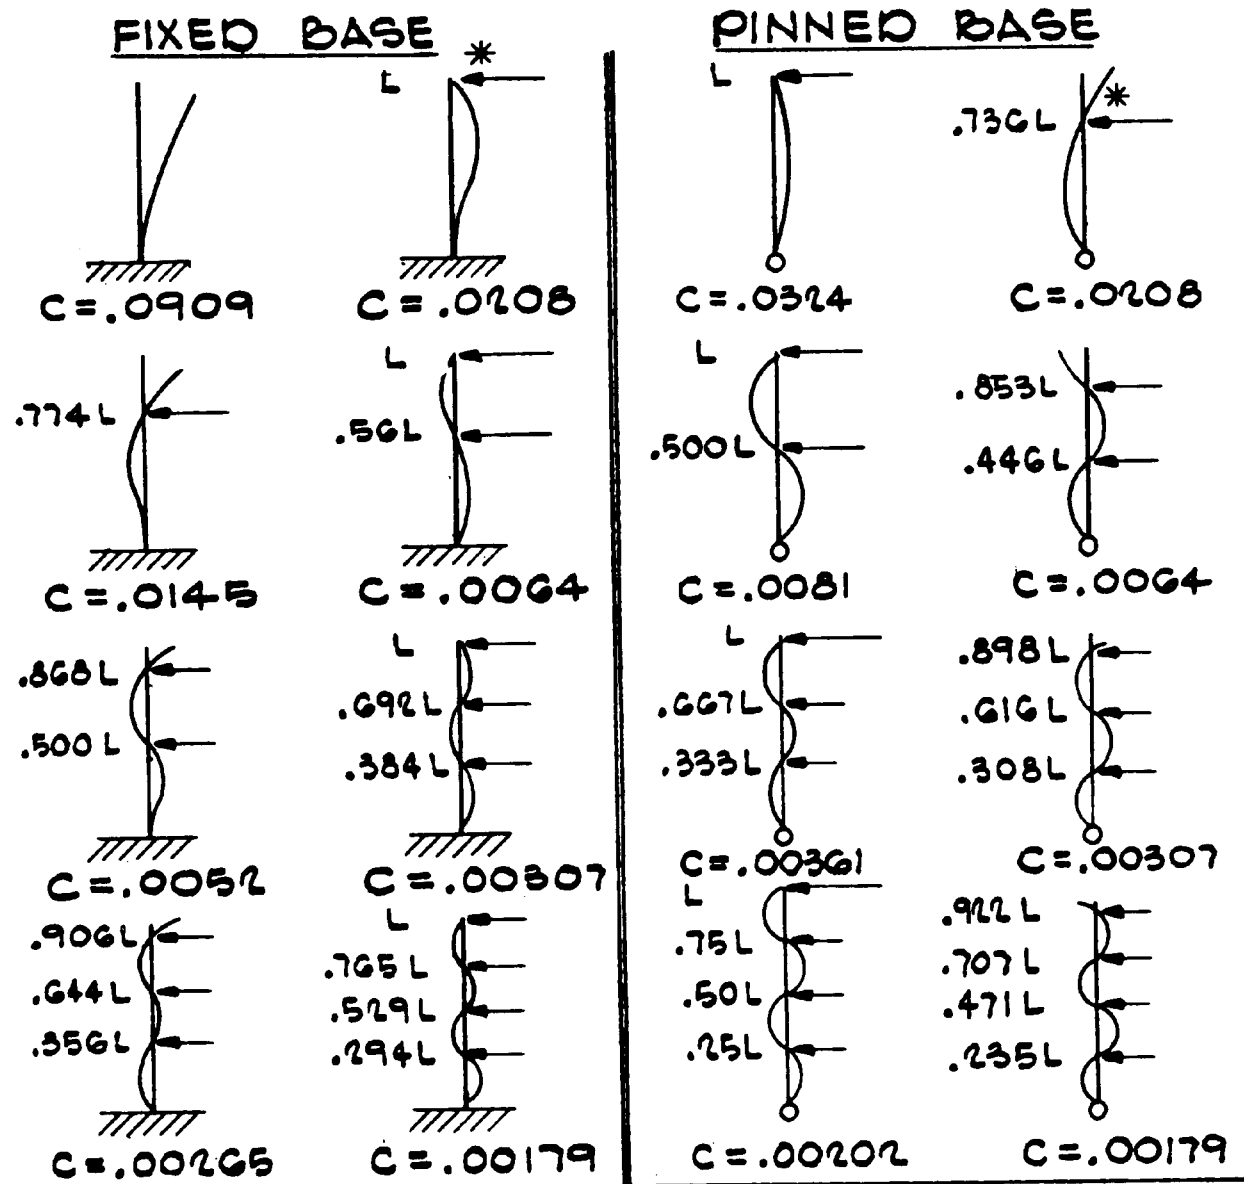 FIXED BASE
*
L
C=.0909
C=.0208
.774L
L
.56L
C=.0145
C=.0064
.868L
.500L
L
.692L
.384L
C=.0052
C=.00307
.906L
.644L
.356L
L
.765L
.529L
.294L
C=.00265
C=.00179
PINNED BASE
L
.736L
*
C=.0324
C=.0208
L
.500L
.853L
.446L
C=.0081
C=.0064
L
.667L
.333L
.898L
.616L
.308L
C=.00361
C=.00307
L
.75L
.50L
.25L
.922L
.707L
.471L
.235L
C=.00202
C=.00179